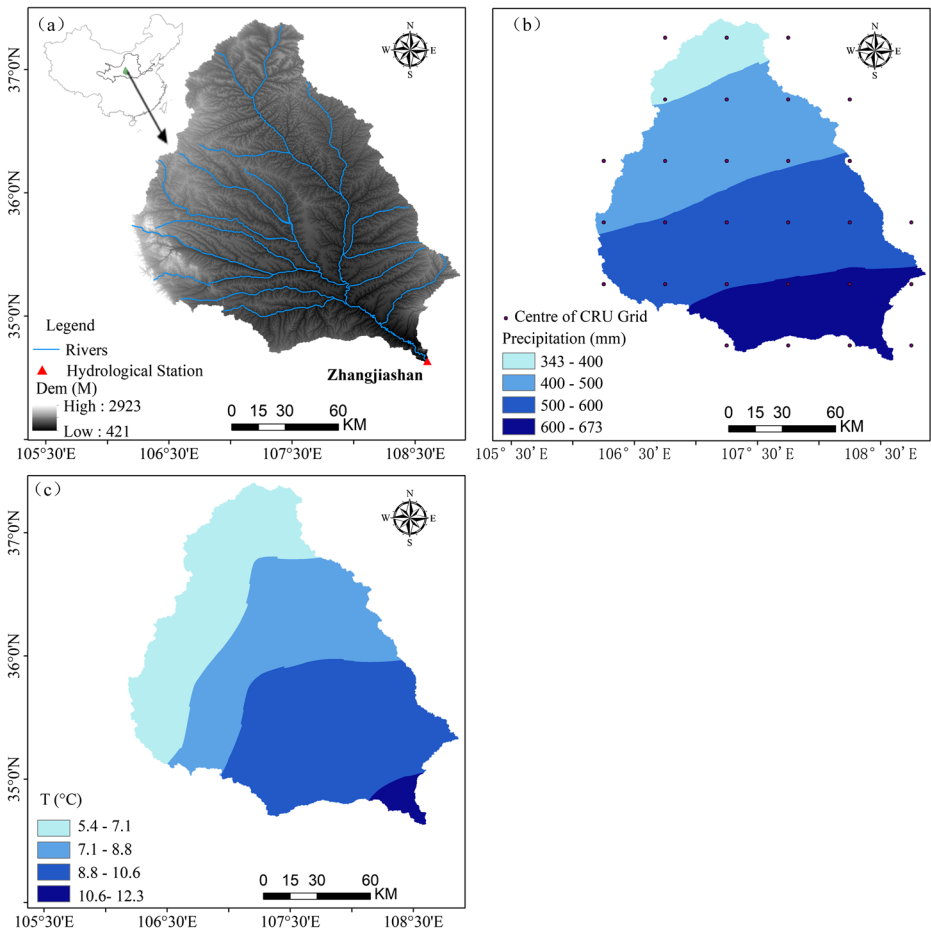 (a)
N
W E
S
37°0'N
36°0'N
35°0'N
Legend
Rivers
Hydrological Station
Dem (M)
High : 2923
Low : 421
Zhangjiashan
0 15 30 60
KM
105°30'E 106°30'E 107°30'E 108°30'E
(b)
N
W E
S
Centre of CRU Grid
Precipitation (mm)
343 - 400
400 - 500
500 - 600
600 - 673
0 15 30 60
KM
105°30'E 106°30'E 107°30'E 108°30'E
(c)
N
W E
S
37°0'N
36°0'N
35°0'N
T (°C)
5.4 - 7.1
7.1 - 8.8
8.8 - 10.6
10.6- 12.3
0 15 30 60
KM
105°30'E 106°30'E 107°30'E 108°30'E